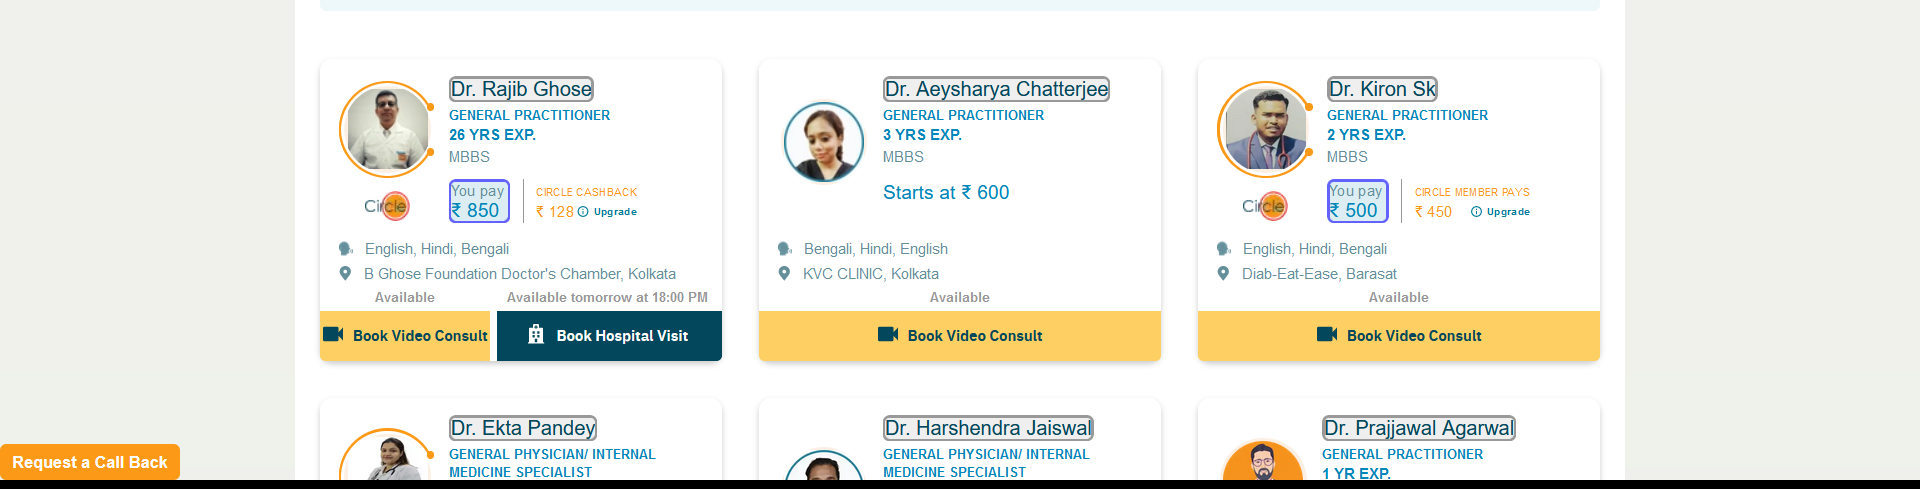 Dr. Rajib Ghose
GENERAL PRACTITIONER
26 YRS EXP.
MBBS
Circle
You pay
₹ 850
CIRCLE CASHBACK
₹ 128 Upgrade
English, Hindi, Bengali
B Ghose Foundation Doctor's Chamber, Kolkata
Available
Book Video Consult
Available tomorrow at 18:00 PM
Book Hospital Visit
Dr. Aeysharya Chatterjee
GENERAL PRACTITIONER
3 YRS EXP.
MBBS
Starts at ₹ 600
Bengali, Hindi, English
KVC CLINIC, Kolkata
Available
Book Video Consult
Dr. Kiron Sk
GENERAL PRACTITIONER
2 YRS EXP.
MBBS
Circle
You pay
₹ 500
CIRCLE MEMBER PAYS
₹ 450 Upgrade
English, Hindi, Bengali
Diab-Eat-Ease, Barasat
Available
Book Video Consult
Dr. Ekta Pandey
GENERAL PHYSICIAN/ INTERNAL
MEDICINE SPECIALIST
Dr. Harshendra Jaiswal
GENERAL PHYSICIAN/ INTERNAL
MEDICINE SPECIALIST
Dr. Prajjawal Agarwal
GENERAL PRACTITIONER
1 YR EXP.
Request a Call Back